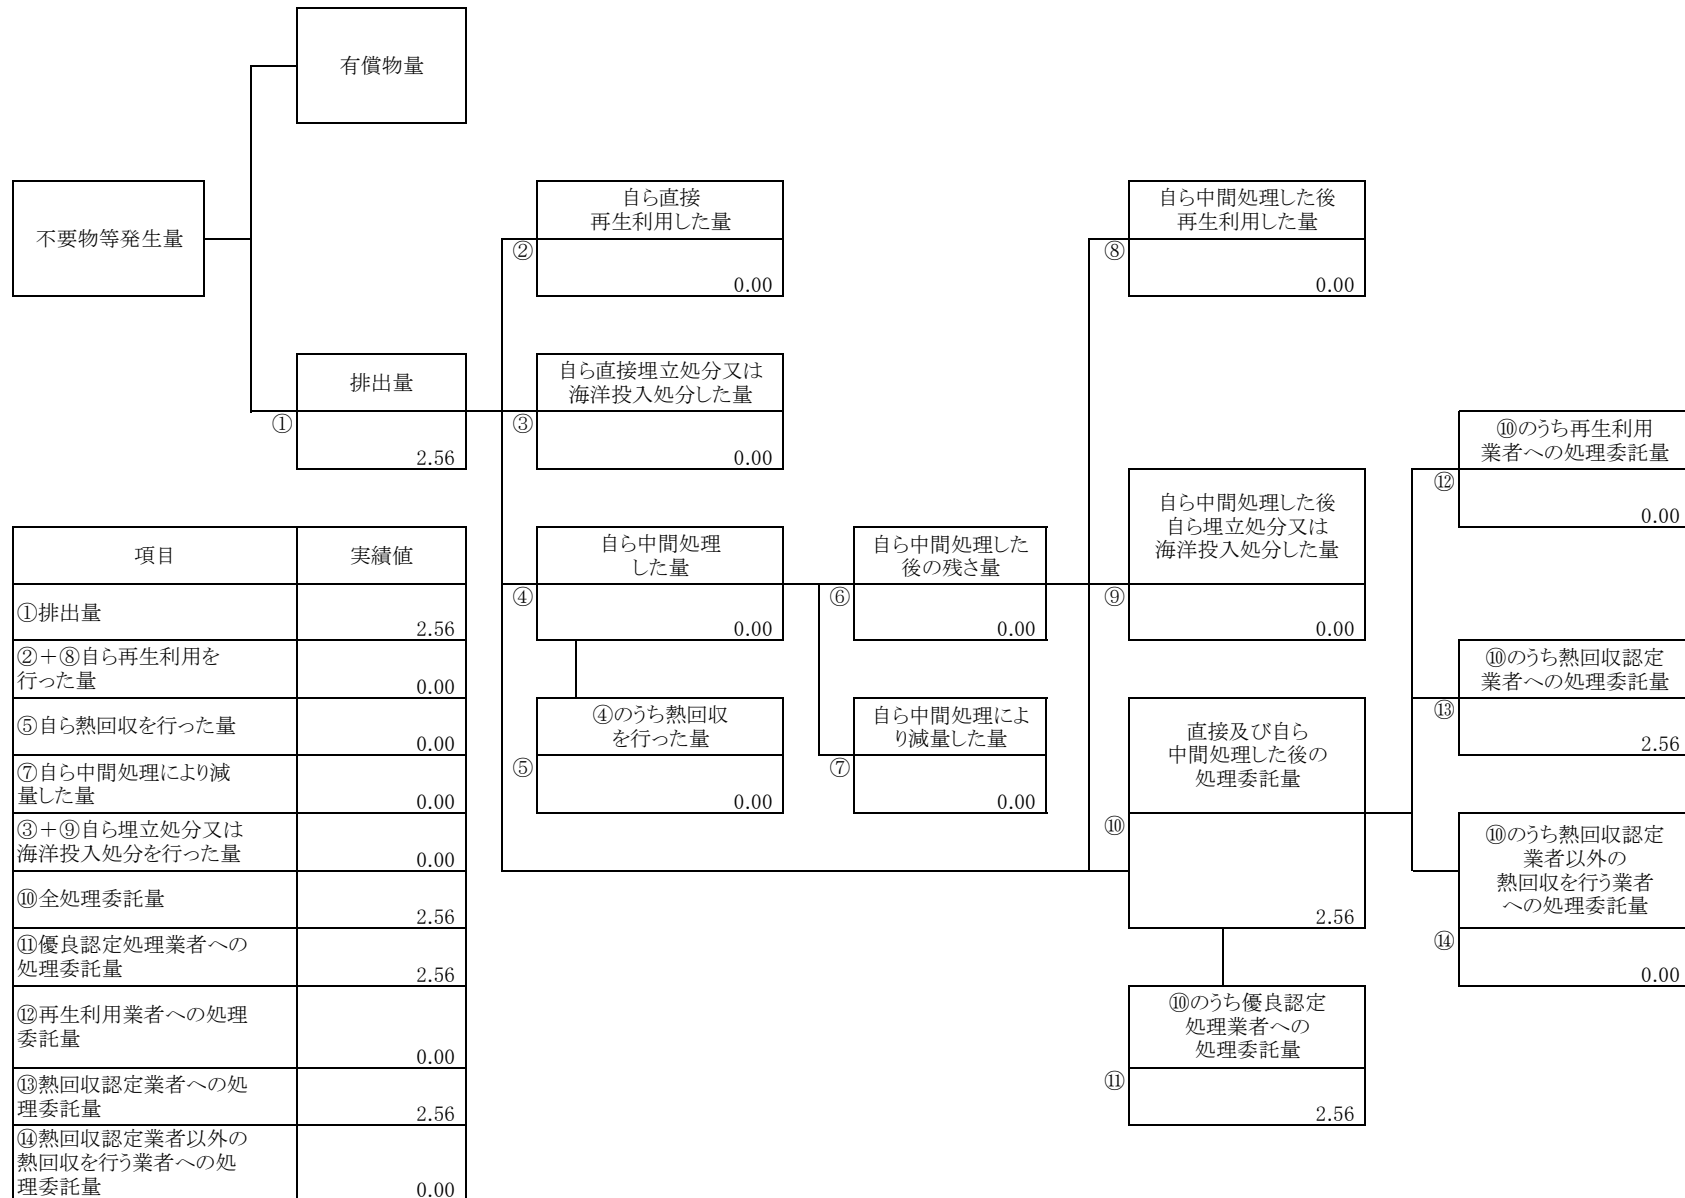 有償物量
不要物等発生量
排出量
①
2.56
自ら直接
再生利用した量
②
0.00
自ら直接埋立処分又は
海洋投入処分した量
③
0.00
自ら中間処理
した量
④
0.00
④のうち熱回収
を行った量
⑤
0.00
自ら中間処理した
後の残さ量
⑥
0.00
自ら中間処理によ
り減量した量
⑦
0.00
自ら中間処理した後
再生利用した量
⑧
0.00
自ら中間処理した後
自ら埋立処分又は
海洋投入処分した量
⑨
0.00
直接及び自ら
中間処理した後の
処理委託量
⑩
2.56
⑩のうち優良認定
処理業者への
処理委託量
⑪
2.56
⑩のうち再生利用
業者への処理委託量
⑫
0.00
⑩のうち熱回収認定
業者への処理委託量
⑬
2.56
⑩のうち熱回収認定
業者以外の
熱回収を行う業者
への処理委託量
⑭
0.00
項目 実績値
①排出量
2.56
②+⑧自ら再生利用を
行った量
0.00
⑤自ら熱回収を行った量
0.00
⑦自ら中間処理により減
量した量
0.00
③+⑨自ら埋立処分又は
海洋投入処分を行った量
0.00
⑩全処理委託量
2.56
⑪優良認定処理業者への
処理委託量
2.56
⑫再生利用業者への処理
委託量
0.00
⑬熱回収認定業者への処
理委託量
2.56
⑭熱回収認定業者以外の
熱回収を行う業者への処
理委託量
0.00